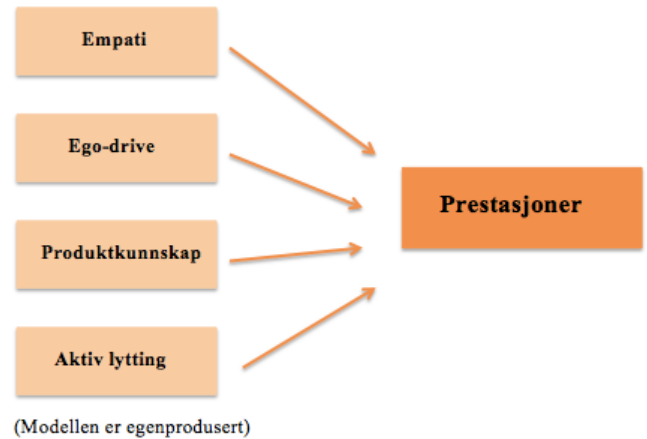 Empati
Ego-drive
Produktkunnskap
Aktiv lytting
Prestasjoner
(Modellen er egenprodusert)